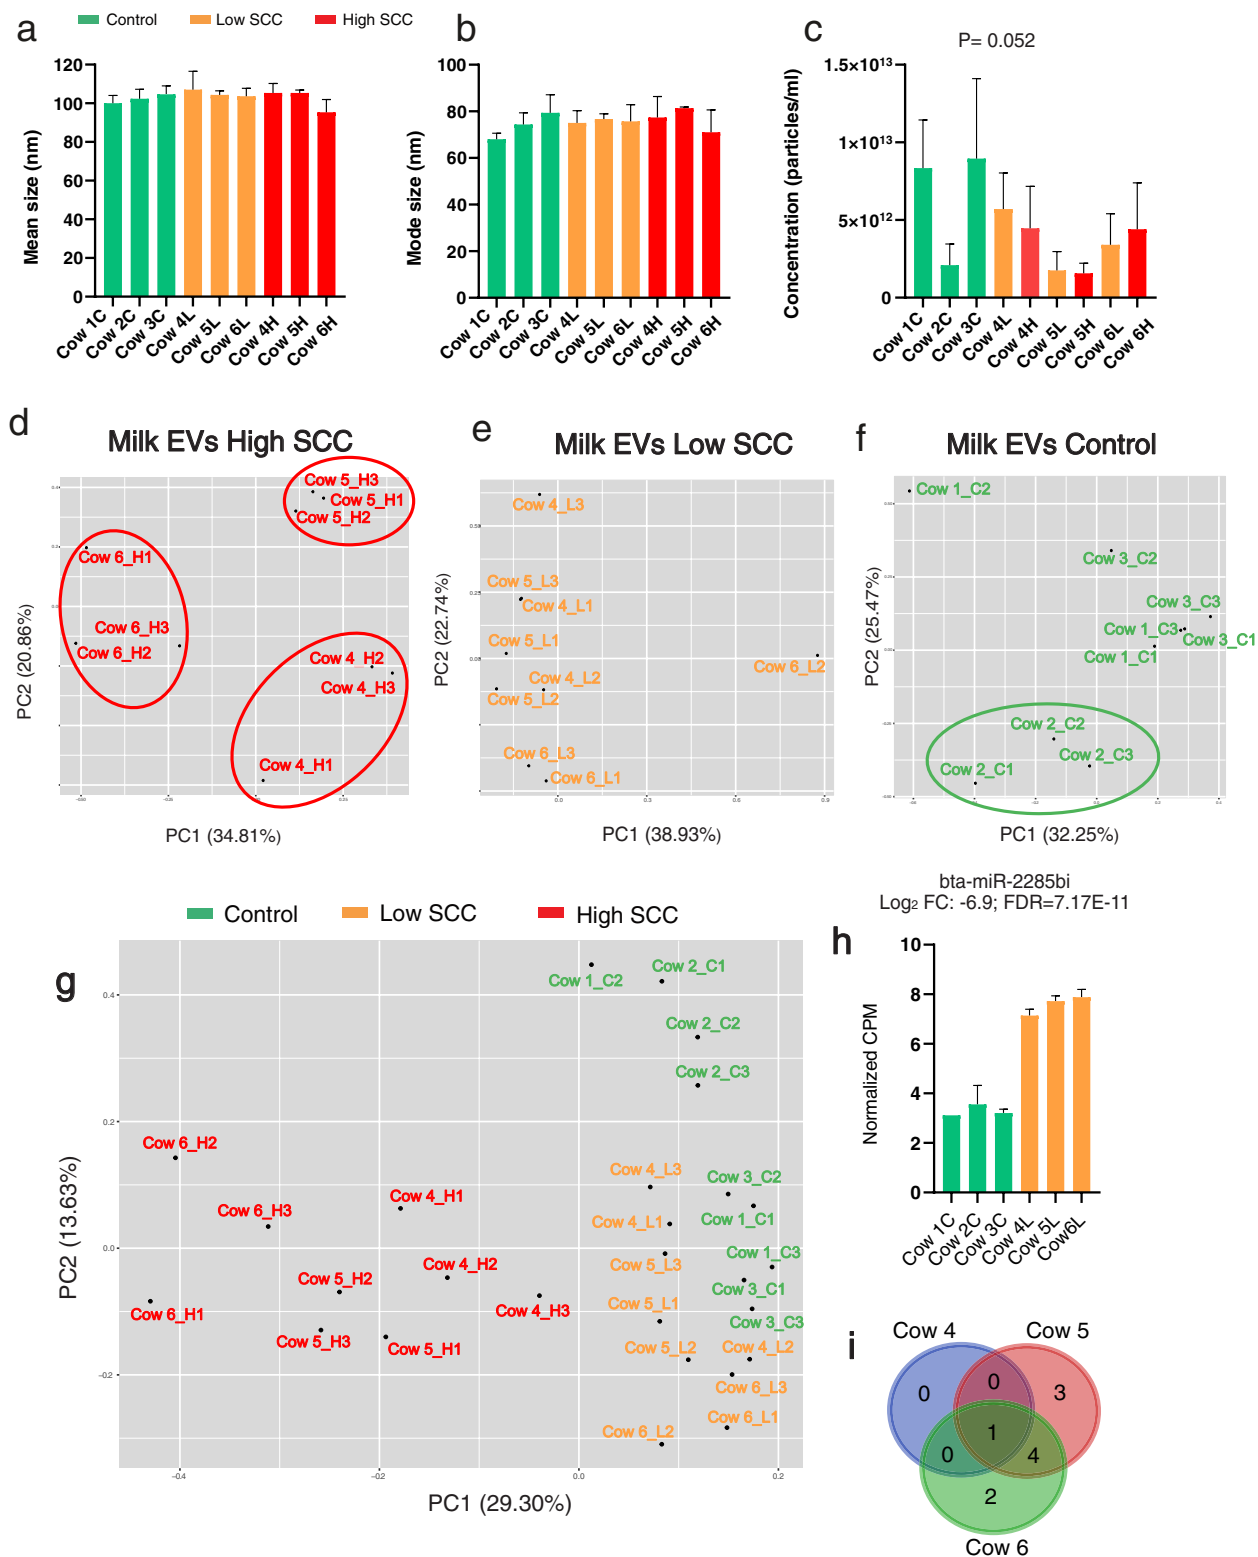 Control Low SCC High SCC
a
Mean size (nm)
120
100
80
60
40
20
0
Cow 1C Cow 2C Cow 3C Cow 4L Cow 5L Cow 6L Cow 4H Cow 5H Cow 6H
b
Mode size (nm)
100
80
60
40
20
0
Cow 1C Cow 2C Cow 3C Cow 4L Cow 5L Cow 6L Cow 4H Cow 5H Cow 6H
c
P= 0.052
Concentration (particles/ml)
1.5×10¹³
1×10¹³
5×10¹²
0
Cow 1C Cow 2C Cow 3C Cow 4L Cow 4H Cow 5L Cow 5H Cow 6L Cow 6H
d
Milk EVs High SCC
PC2 (20.86%)
Cow 5_H3
Cow 5_H1
Cow 5_H2
Cow 6_H1
Cow 6_H3
Cow 6_H2
Cow 4_H2
Cow 4_H3
Cow 4_H1
PC1 (34.81%)
e
Milk EVs Low SCC
PC2 (22.74%)
Cow 4_L3
Cow 5_L3
Cow 4_L1
Cow 5_L1
Cow 6_L2
Cow 4_L2
Cow 5_L2
Cow 6_L3
Cow 6_L1
0.0 0.3 0.6 0.9
PC1 (38.93%)
f
Milk EVs Control
PC2 (25.47%)
Cow 1_C2
Cow 3_C2
Cow 3_C3
Cow 1_C3
Cow 3_C1
Cow 1_C1
Cow 2_C2
Cow 2_C3
Cow 2_C1
PC1 (32.25%)
Control Low SCC High SCC
g
PC2 (13.63%)
0.4
0.2
0.0
−0.2
Cow 1_C2
Cow 2_C1
Cow 2_C2
Cow 2_C3
Cow 6_H2
Cow 4_L3
Cow 3_C2
Cow 4_H1
Cow 6_H3
Cow 4_L1
Cow 1_C1
Cow 1_C3
Cow 4_H2
Cow 5_L3
Cow 5_H2
Cow 3_C1
Cow 5_L1
Cow 6_H1
Cow 4_H3
Cow 3_C3
Cow 5_H3
Cow 5_H1
Cow 5_L2
Cow 4_L2
Cow 6_L3
Cow 6_L1
Cow 6_L2
−0.4 −0.2 0.0 0.2
PC1 (29.30%)
bta-miR-2285bi
Log₂ FC: -6.9; FDR=7.17E-11
h
Normalized CPM
10
8
6
4
2
0
Cow 1C Cow 2C Cow 3C Cow 4L Cow 5L Cow6L
i
Cow 4 Cow 5
0 0 3
1
0 4
2
Cow 6